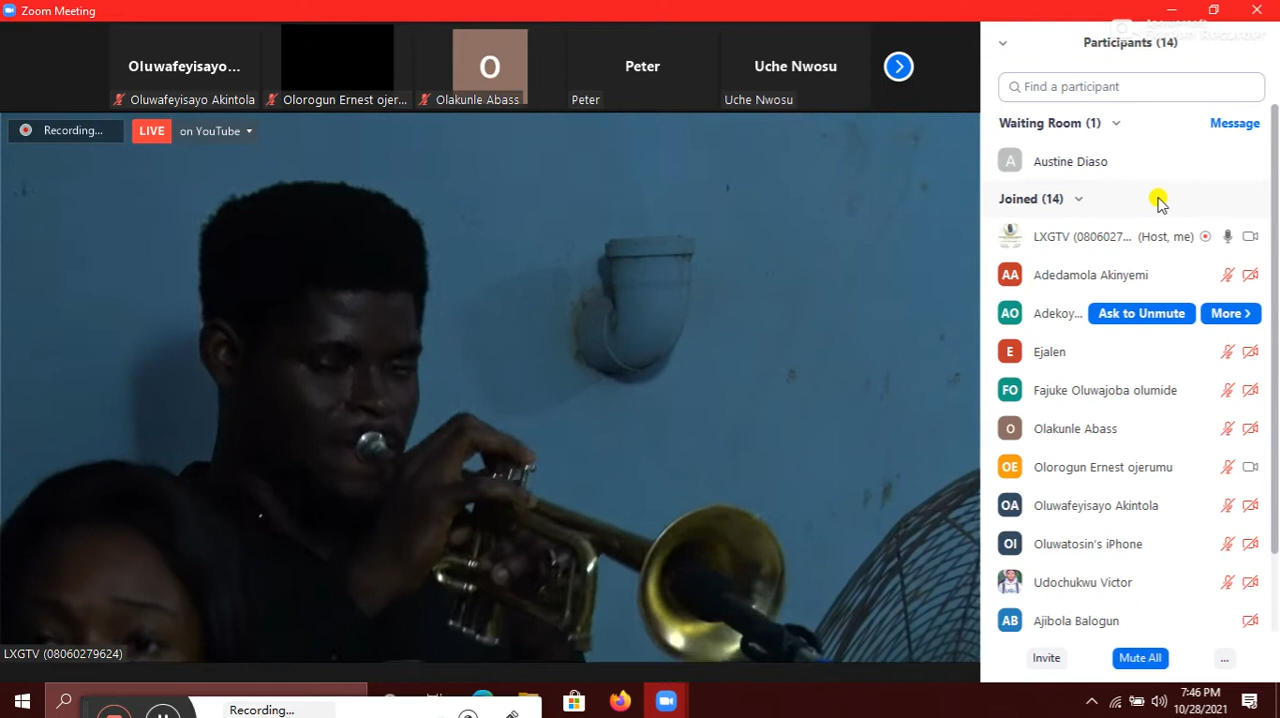 Zoom Meeting
Oluwafeyisayo...
Oluwafeyisayo Akintola
Olorogun Ernest ojer...
O
Olakunle Abass
Peter
Peter
Uche Nwosu
Uche Nwosu
Recording...
LIVE
on YouTube
LXGTV (08060279624)
Participants (14)
Find a participant
Waiting Room (1)
Message
A
Austine Diaso
Joined (14)
LXGTV (0806027... (Host, me)
AA
Adedamola Akinyemi
AO
Adekoy...
Ask to Unmute
More >
E
Ejalen
FO
Fajuke Oluwajoba olumide
O
Olakunle Abass
OE
Olorogun Ernest ojerumu
OA
Oluwafeyisayo Akintola
OI
Oluwatosin's iPhone
Udochukwu Victor
AB
Ajibola Balogun
Invite
Mute All
...
Recording...
7:46 PM
10/28/2021